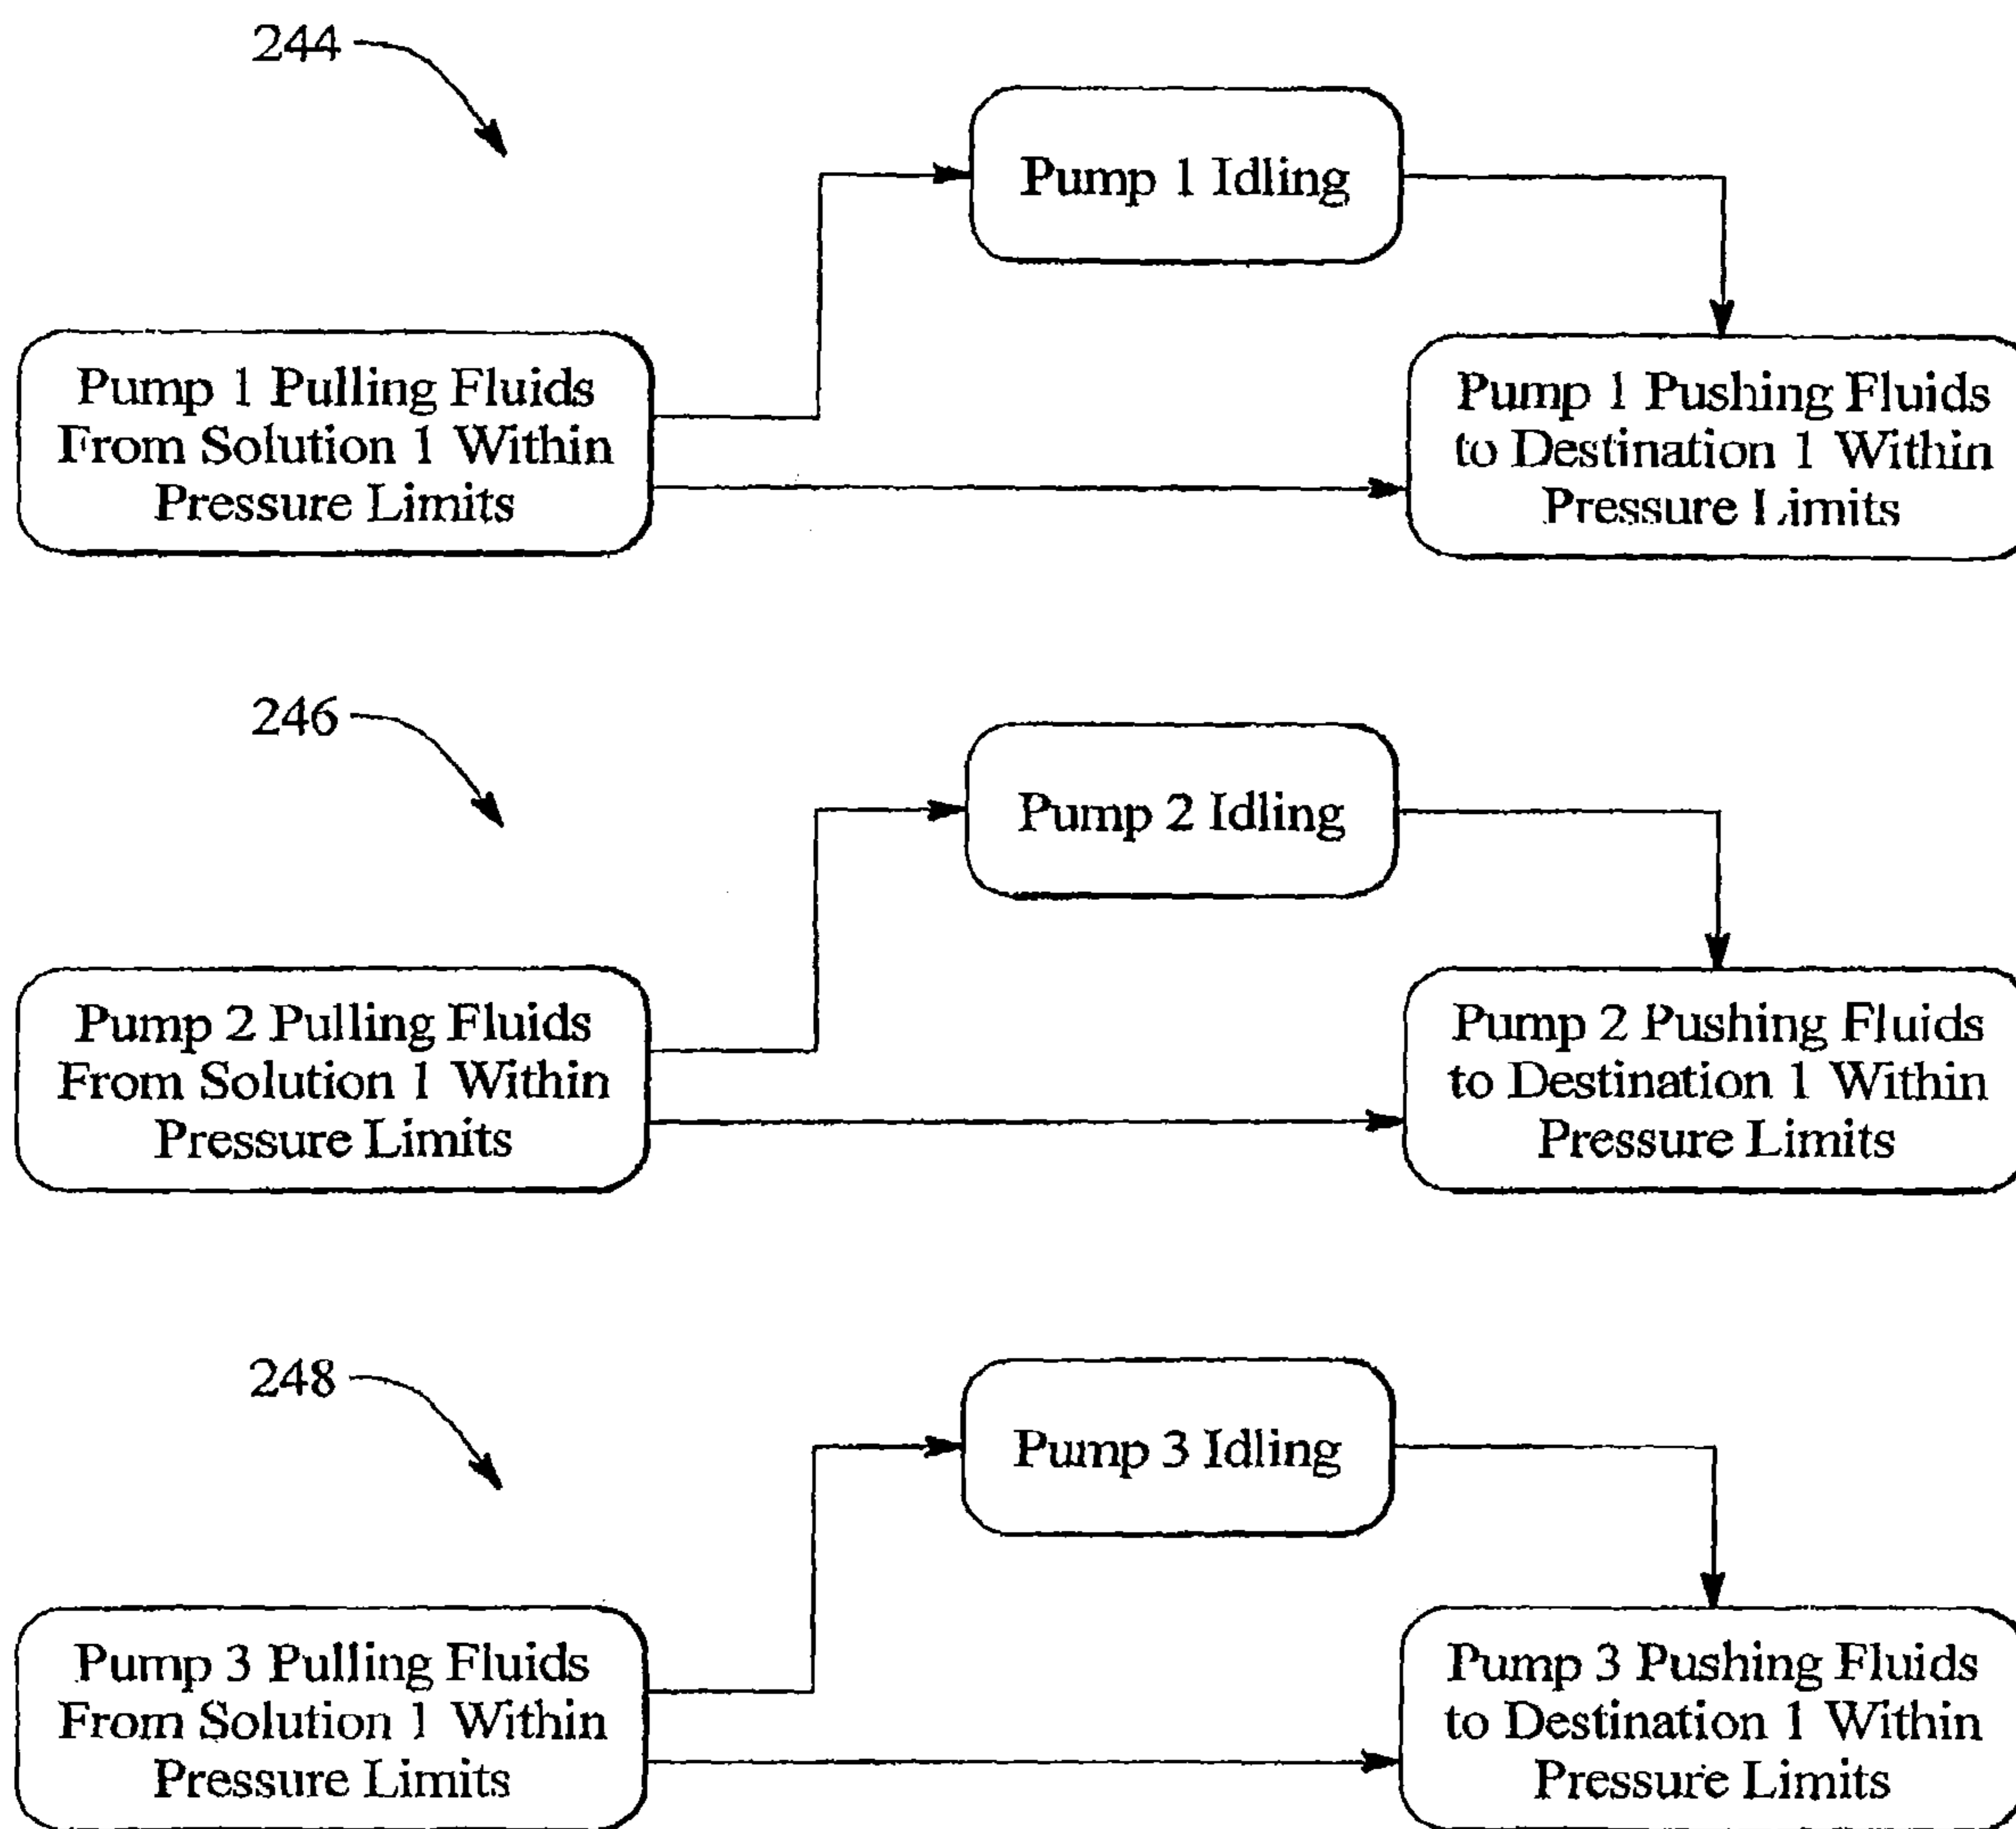 244
Pump 1 Idling
Pump 1 Pulling Fluids
From Solution 1 Within
Pressure Limits
Pump 1 Pushing Fluids
to Destination 1 Within
Pressure Limits
246
Pump 2 Idling
Pump 2 Pulling Fluids
From Solution 1 Within
Pressure Limits
Pump 2 Pushing Fluids
to Destination 1 Within
Pressure Limits
248
Pump 3 Idling
Pump 3 Pulling Fluids
From Solution 1 Within
Pressure Limits
Pump 3 Pushing Fluids
to Destination 1 Within
Pressure Limits